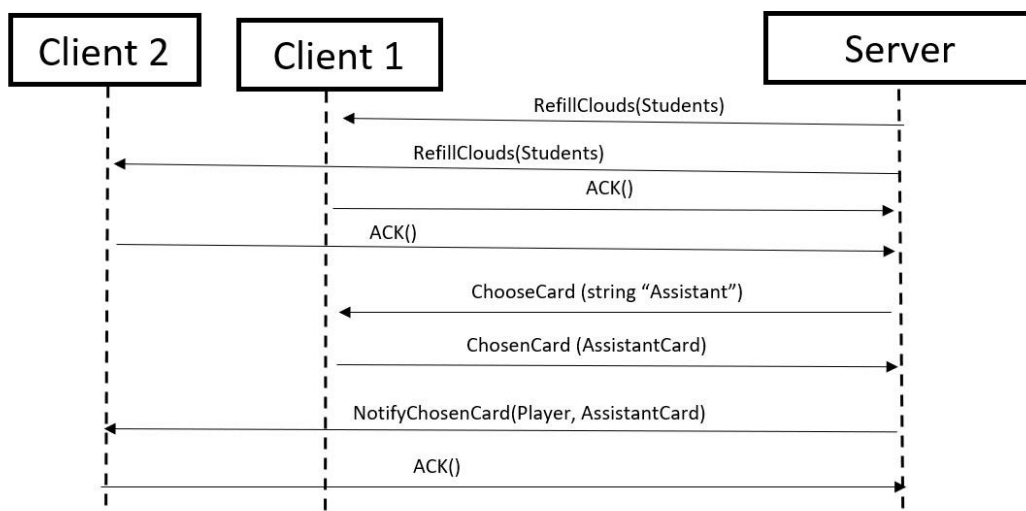 Client 2
Client 1
Server
RefillClouds(Students)
RefillClouds(Students)
ACK()
ACK()
ChooseCard (string “Assistant”)
ChosenCard (AssistantCard)
NotifyChosenCard(Player, AssistantCard)
ACK()